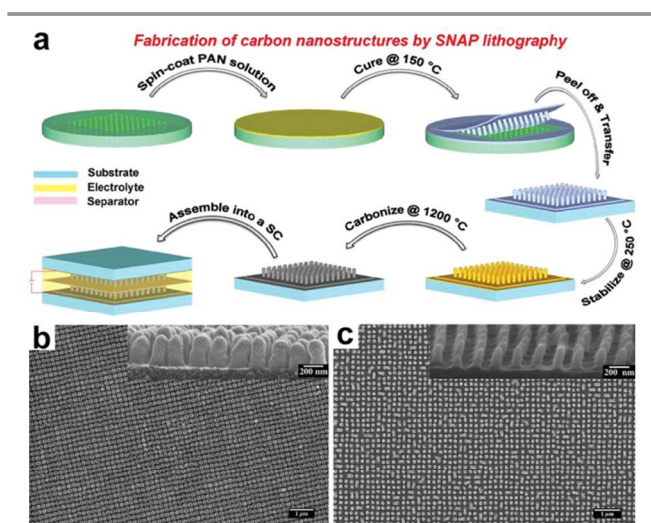 a
Fabrication of carbon nanostructures by SNAP lithography
Spin-coat PAN solution
Cure @ 150 °C
Peel off & Transfer
Substrate
Electrolyte
Separator
Assemble into a SC
Carbonize @ 1200 °C
Stabilize @ 250 °C
b
200 nm
1 µm
c
200 nm
1 µm